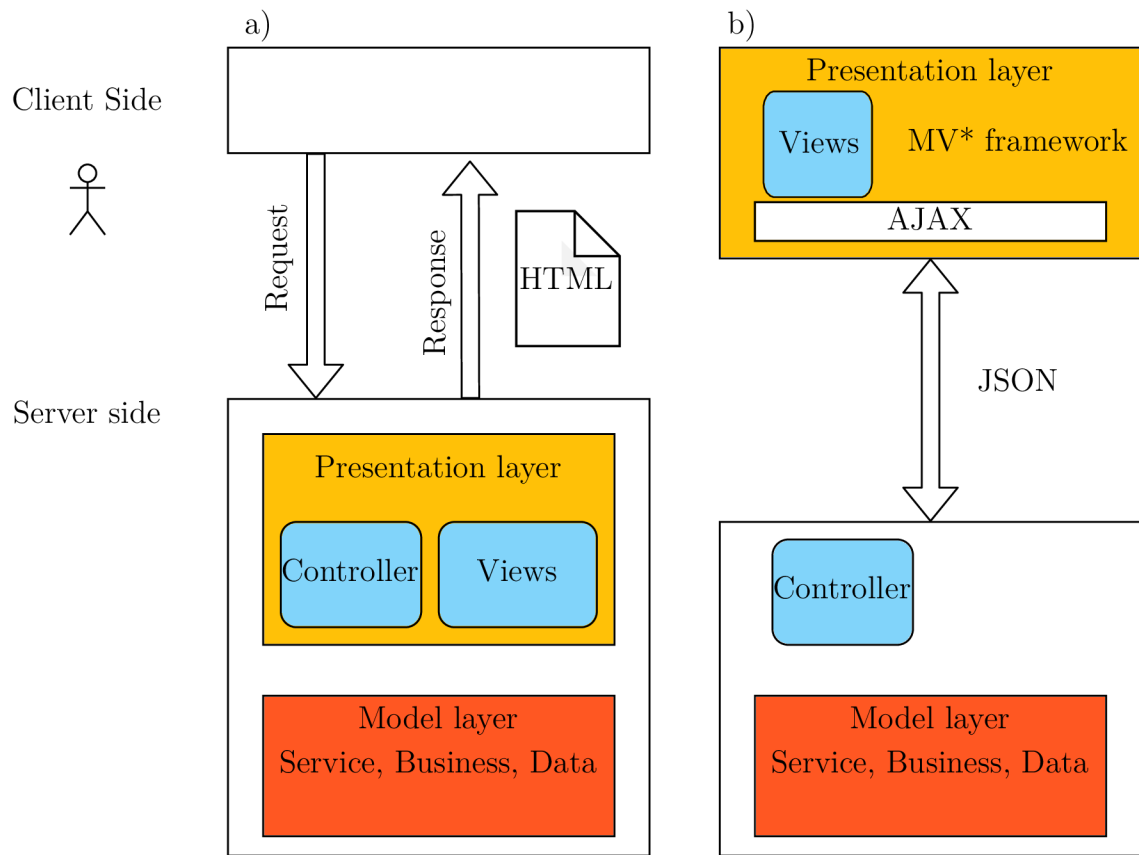 a)
b)
Client Side
Presentation layer
Views
MV* framework
AJAX
Request
Response
HTML
JSON
Server side
Presentation layer
Controller
Views
Controller
Model layer
Service, Business, Data
Model layer
Service, Business, Data